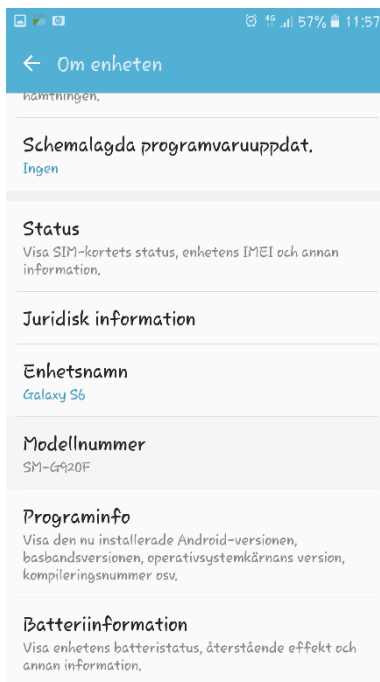 4G 57% 11:57
Om enheten
hämtningen.
Schemalagda programvaruuppdat.
Ingen
Status
Visa SIM-kortets status, enhetens IMEI och annan
information.
Juridisk information
Enhetsnamn
Galaxy S6
Modellnummer
SM-G920F
Programinfo
Visa den nu installerade Android-versionen,
basbandsversionen, operativsystemkärnans version,
kompileringsnummer osv.
Batteriinformation
Visa enhetens batteristatus, återstående effekt och
annan information.